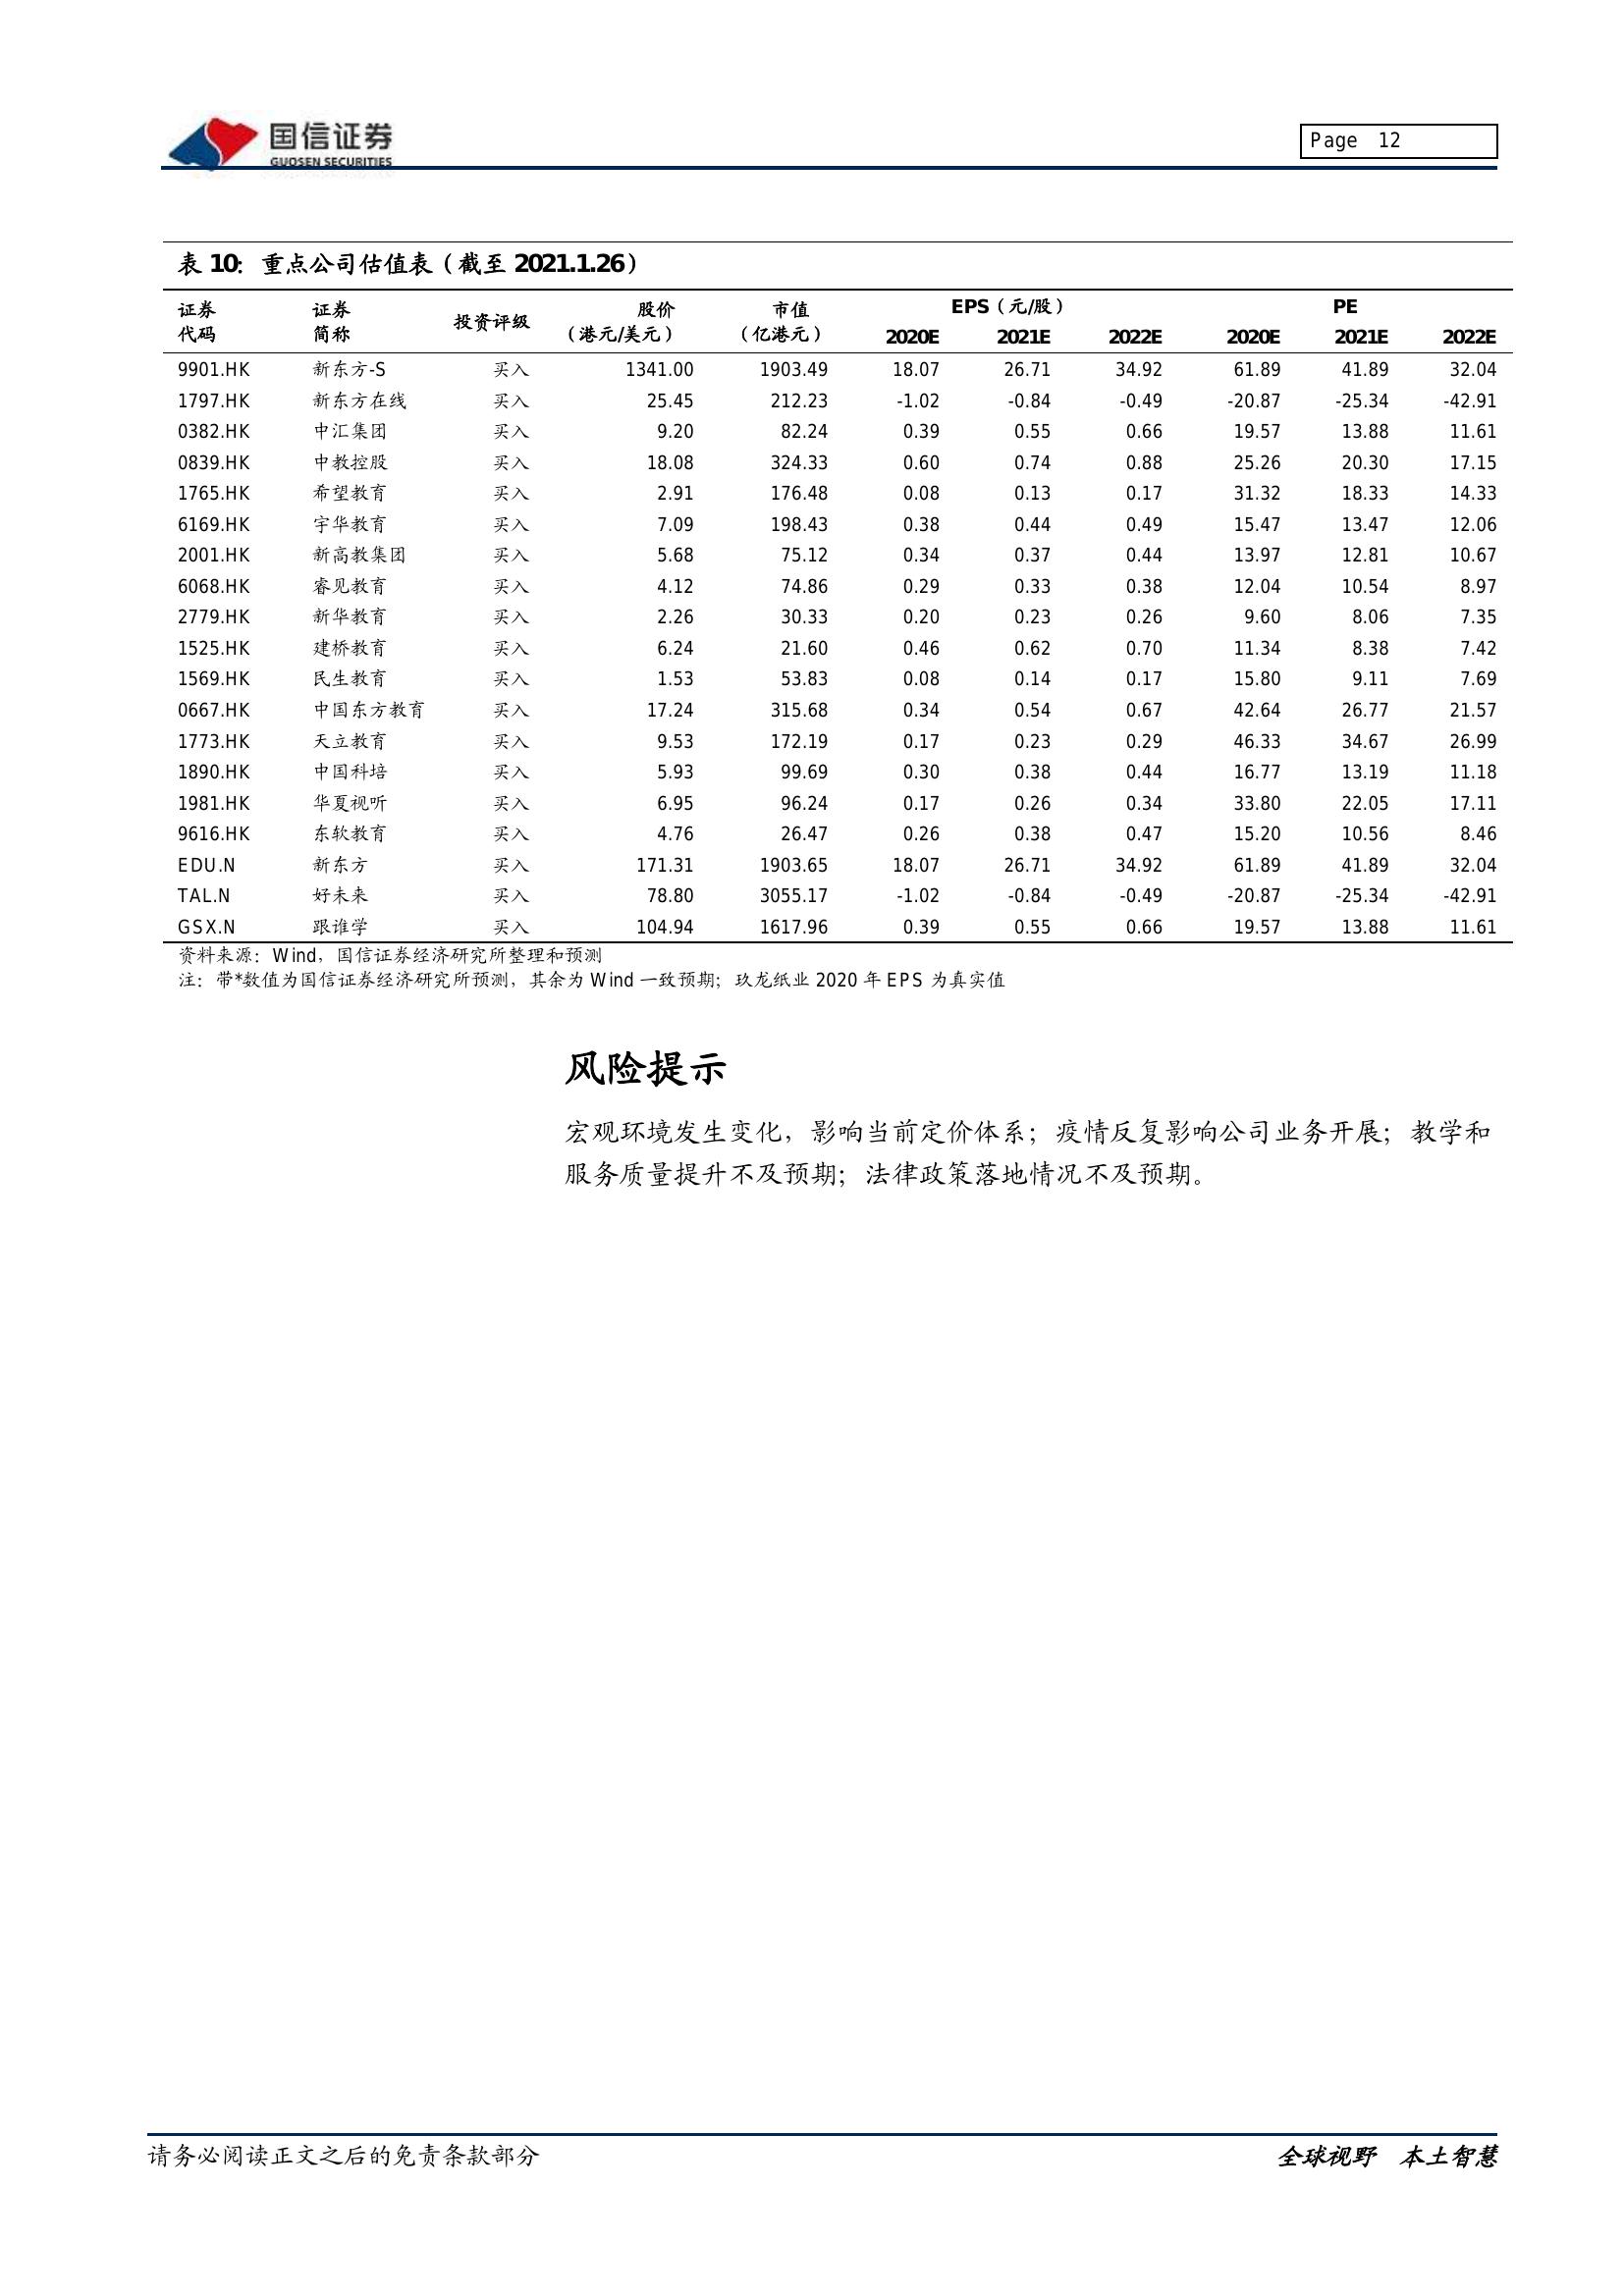 国信证券
GUOSEN SECURITIES
Page 12
表 10：重点公司估值表（截至 2021.1.26）
证券 证券 投资评级 股价 市值 EPS（元/股） PE
代码 简称 （港元/美元） （亿港元） 2020E 2021E 2022E 2020E 2021E 2022E
9901.HK 新东方-S 买入 1341.00 1903.49 18.07 26.71 34.92 61.89 41.89 32.04
1797.HK 新东方在线 买入 25.45 212.23 -1.02 -0.84 -0.49 -20.87 -25.34 -42.91
0382.HK 中汇集团 买入 9.20 82.24 0.39 0.55 0.66 19.57 13.88 11.61
0839.HK 中教控股 买入 18.08 324.33 0.60 0.74 0.88 25.26 20.30 17.15
1765.HK 希望教育 买入 2.91 176.48 0.08 0.13 0.17 31.32 18.33 14.33
6169.HK 宇华教育 买入 7.09 198.43 0.38 0.44 0.49 15.47 13.47 12.06
2001.HK 新高教集团 买入 5.68 75.12 0.34 0.37 0.44 13.97 12.81 10.67
6068.HK 睿见教育 买入 4.12 74.86 0.29 0.33 0.38 12.04 10.54 8.97
2779.HK 新华教育 买入 2.26 30.33 0.20 0.23 0.26 9.60 8.06 7.35
1525.HK 建桥教育 买入 6.24 21.60 0.46 0.62 0.70 11.34 8.38 7.42
1569.HK 民生教育 买入 1.53 53.83 0.08 0.14 0.17 15.80 9.11 7.69
0667.HK 中国东方教育 买入 17.24 315.68 0.34 0.54 0.67 42.64 26.77 21.57
1773.HK 天立教育 买入 9.53 172.19 0.17 0.23 0.29 46.33 34.67 26.99
1890.HK 中国科培 买入 5.93 99.69 0.30 0.38 0.44 16.77 13.19 11.18
1981.HK 华夏视听 买入 6.95 96.24 0.17 0.26 0.34 33.80 22.05 17.11
9616.HK 东软教育 买入 4.76 26.47 0.26 0.38 0.47 15.20 10.56 8.46
EDU.N 新东方 买入 171.31 1903.65 18.07 26.71 34.92 61.89 41.89 32.04
TAL.N 好未来 买入 78.80 3055.17 -1.02 -0.84 -0.49 -20.87 -25.34 -42.91
GSX.N 跟谁学 买入 104.94 1617.96 0.39 0.55 0.66 19.57 13.88 11.61
资料来源：Wind，国信证券经济研究所整理和预测
注：带*数值为国信证券经济研究所预测，其余为 Wind 一致预期；玖龙纸业 2020 年 EPS 为真实值
风险提示
宏观环境发生变化，影响当前定价体系；疫情反复影响公司业务开展；教学和
服务质量提升不及预期；法律政策落地情况不及预期。
请务必阅读正文之后的免责条款部分
全球视野 本土智慧